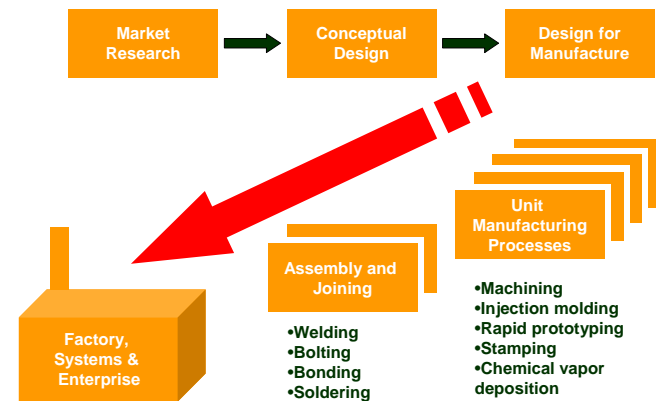 Market
Research
Conceptual
Design
Design for
Manufacture
Unit
Manufacturing
Processes
Assembly and
Joining
•Machining
•Injection molding
•Rapid prototyping
•Stamping
•Chemical vapor
deposition
•Welding
•Bolting
•Bonding
•Soldering
Factory,
Systems &
Enterprise